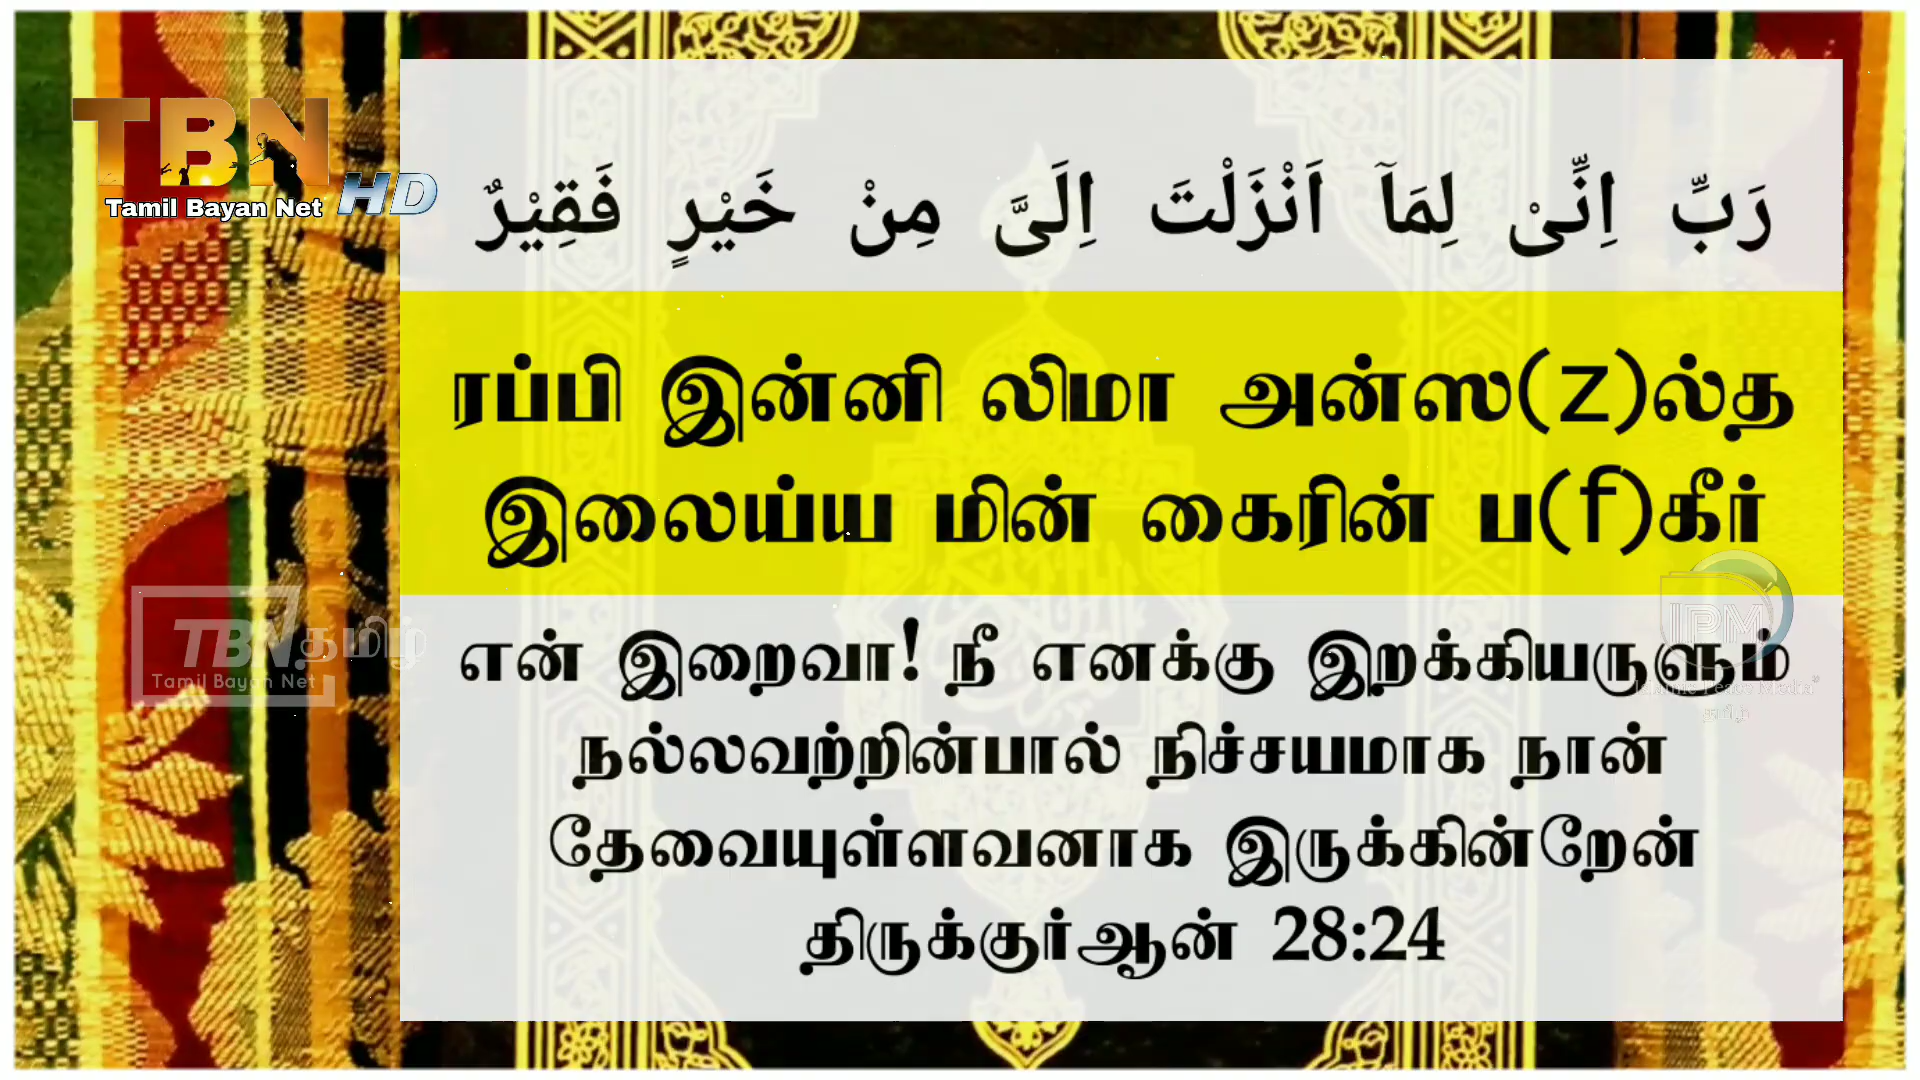 TBN HD
Tamil Bayan Net
رَبِّ اِنِّىْ لِمَاۤ اَنْزَلْتَ اِلَىَّ مِنْ خَيْرٍ فَقِيْرٌ
ரப்பி இன்னி லிமா அன்ஸ(z)ல்த
இலைய்ய மின் கைரின் ப(f)கீர்
என் இறைவா! நீ எனக்கு இறக்கியருளும்
நல்லவற்றின்பால் நிச்சயமாக நான்
தேவையுள்ளவனாக இருக்கின்றேன்
திருக்குர்ஆன் 28:24
TBN தமிழ்
Tamil Bayan Net
IPM
தமிழ்